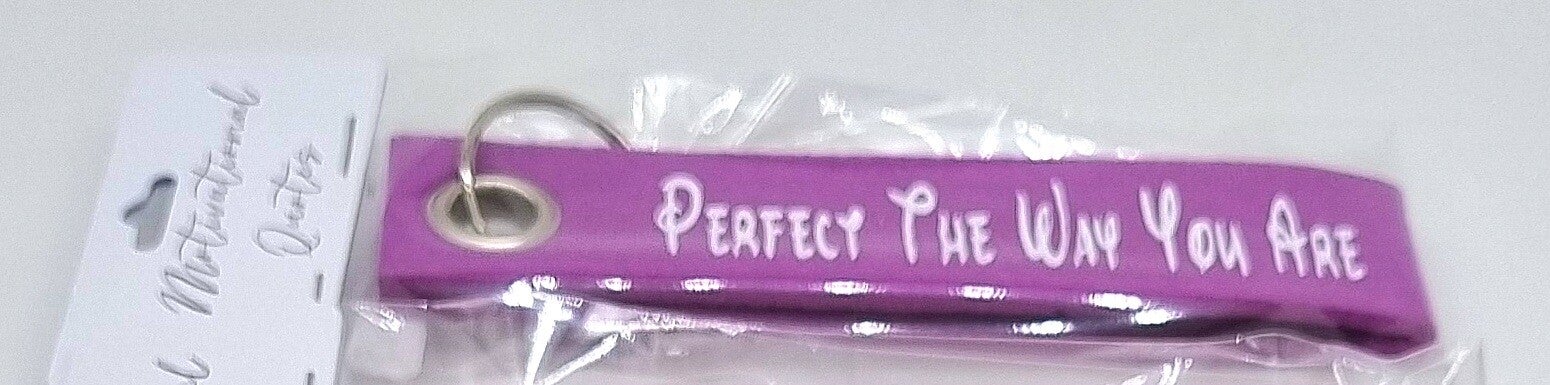 Motivational
Quotes
PERFECT THE WAY YOU ARE